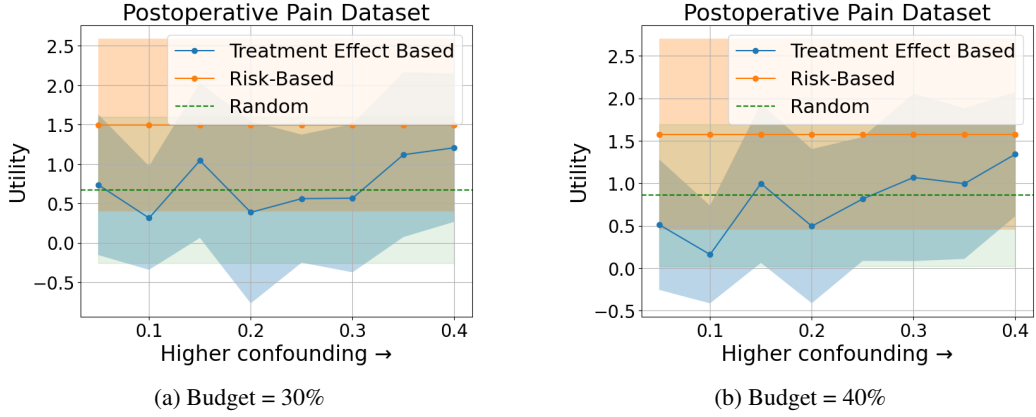 Postoperative Pain Dataset
Treatment Effect Based
Risk-Based
Random
Utility
2.5
2.0
1.5
1.0
0.5
0.0
−0.5
0.1
0.2
0.3
0.4
Higher confounding →
(a) Budget = 30%
Postoperative Pain Dataset
Treatment Effect Based
Risk-Based
Random
Utility
2.5
2.0
1.5
1.0
0.5
0.0
−0.5
0.1
0.2
0.3
0.4
Higher confounding →
(b) Budget = 40%